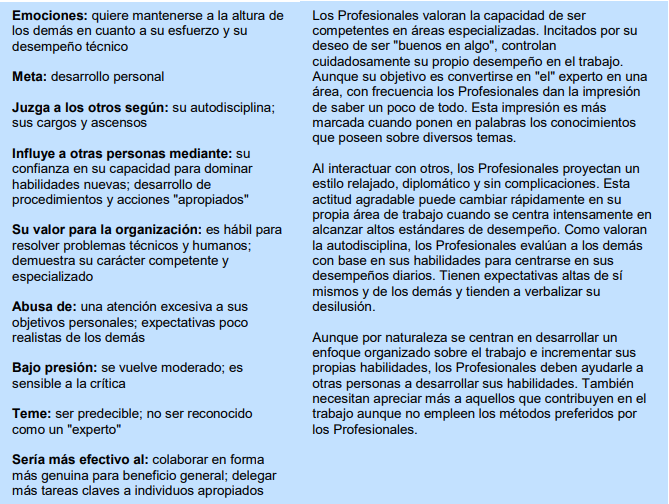 Emociones: quiere mantenerse a la altura de
los demás en cuanto a su esfuerzo y su
desempeño técnico
Meta: desarrollo personal
Juzga a los otros según: su autodisciplina;
sus cargos y ascensos
Influye a otras personas mediante: su
confianza en su capacidad para dominar
habilidades nuevas; desarrollo de
procedimientos y acciones "apropiados"
Su valor para la organización: es hábil para
resolver problemas técnicos y humanos;
demuestra su carácter competente y
especializado
Abusa de: una atención excesiva a sus
objetivos personales; expectativas poco
realistas de los demás
Bajo presión: se vuelve moderado; es
sensible a la crítica
Teme: ser predecible; no ser reconocido
como un "experto"
Sería más efectivo al: colaborar en forma
más genuina para beneficio general; delegar
más tareas claves a individuos apropiados
Los Profesionales valoran la capacidad de ser
competentes en áreas especializadas. Incitados por su
deseo de ser "buenos en algo", controlan
cuidadosamente su propio desempeño en el trabajo.
Aunque su objetivo es convertirse en "el" experto en una
área, con frecuencia los Profesionales dan la impresión
de saber un poco de todo. Esta impresión es más
marcada cuando ponen en palabras los conocimientos
que poseen sobre diversos temas.
Al interactuar con otros, los Profesionales proyectan un
estilo relajado, diplomático y sin complicaciones. Esta
actitud agradable puede cambiar rápidamente en su
propia área de trabajo cuando se centra intensamente en
alcanzar altos estándares de desempeño. Como valoran
la autodisciplina, los Profesionales evalúan a los demás
con base en sus habilidades para centrarse en sus
desempeños diarios. Tienen expectativas altas de sí
mismos y de los demás y tienden a verbalizar su
desilusión.
Aunque por naturaleza se centran en desarrollar un
enfoque organizado sobre el trabajo e incrementar sus
propias habilidades, los Profesionales deben ayudarle a
otras personas a desarrollar sus habilidades. También
necesitan apreciar más a aquellos que contribuyen en el
trabajo aunque no empleen los métodos preferidos por
los Profesionales.